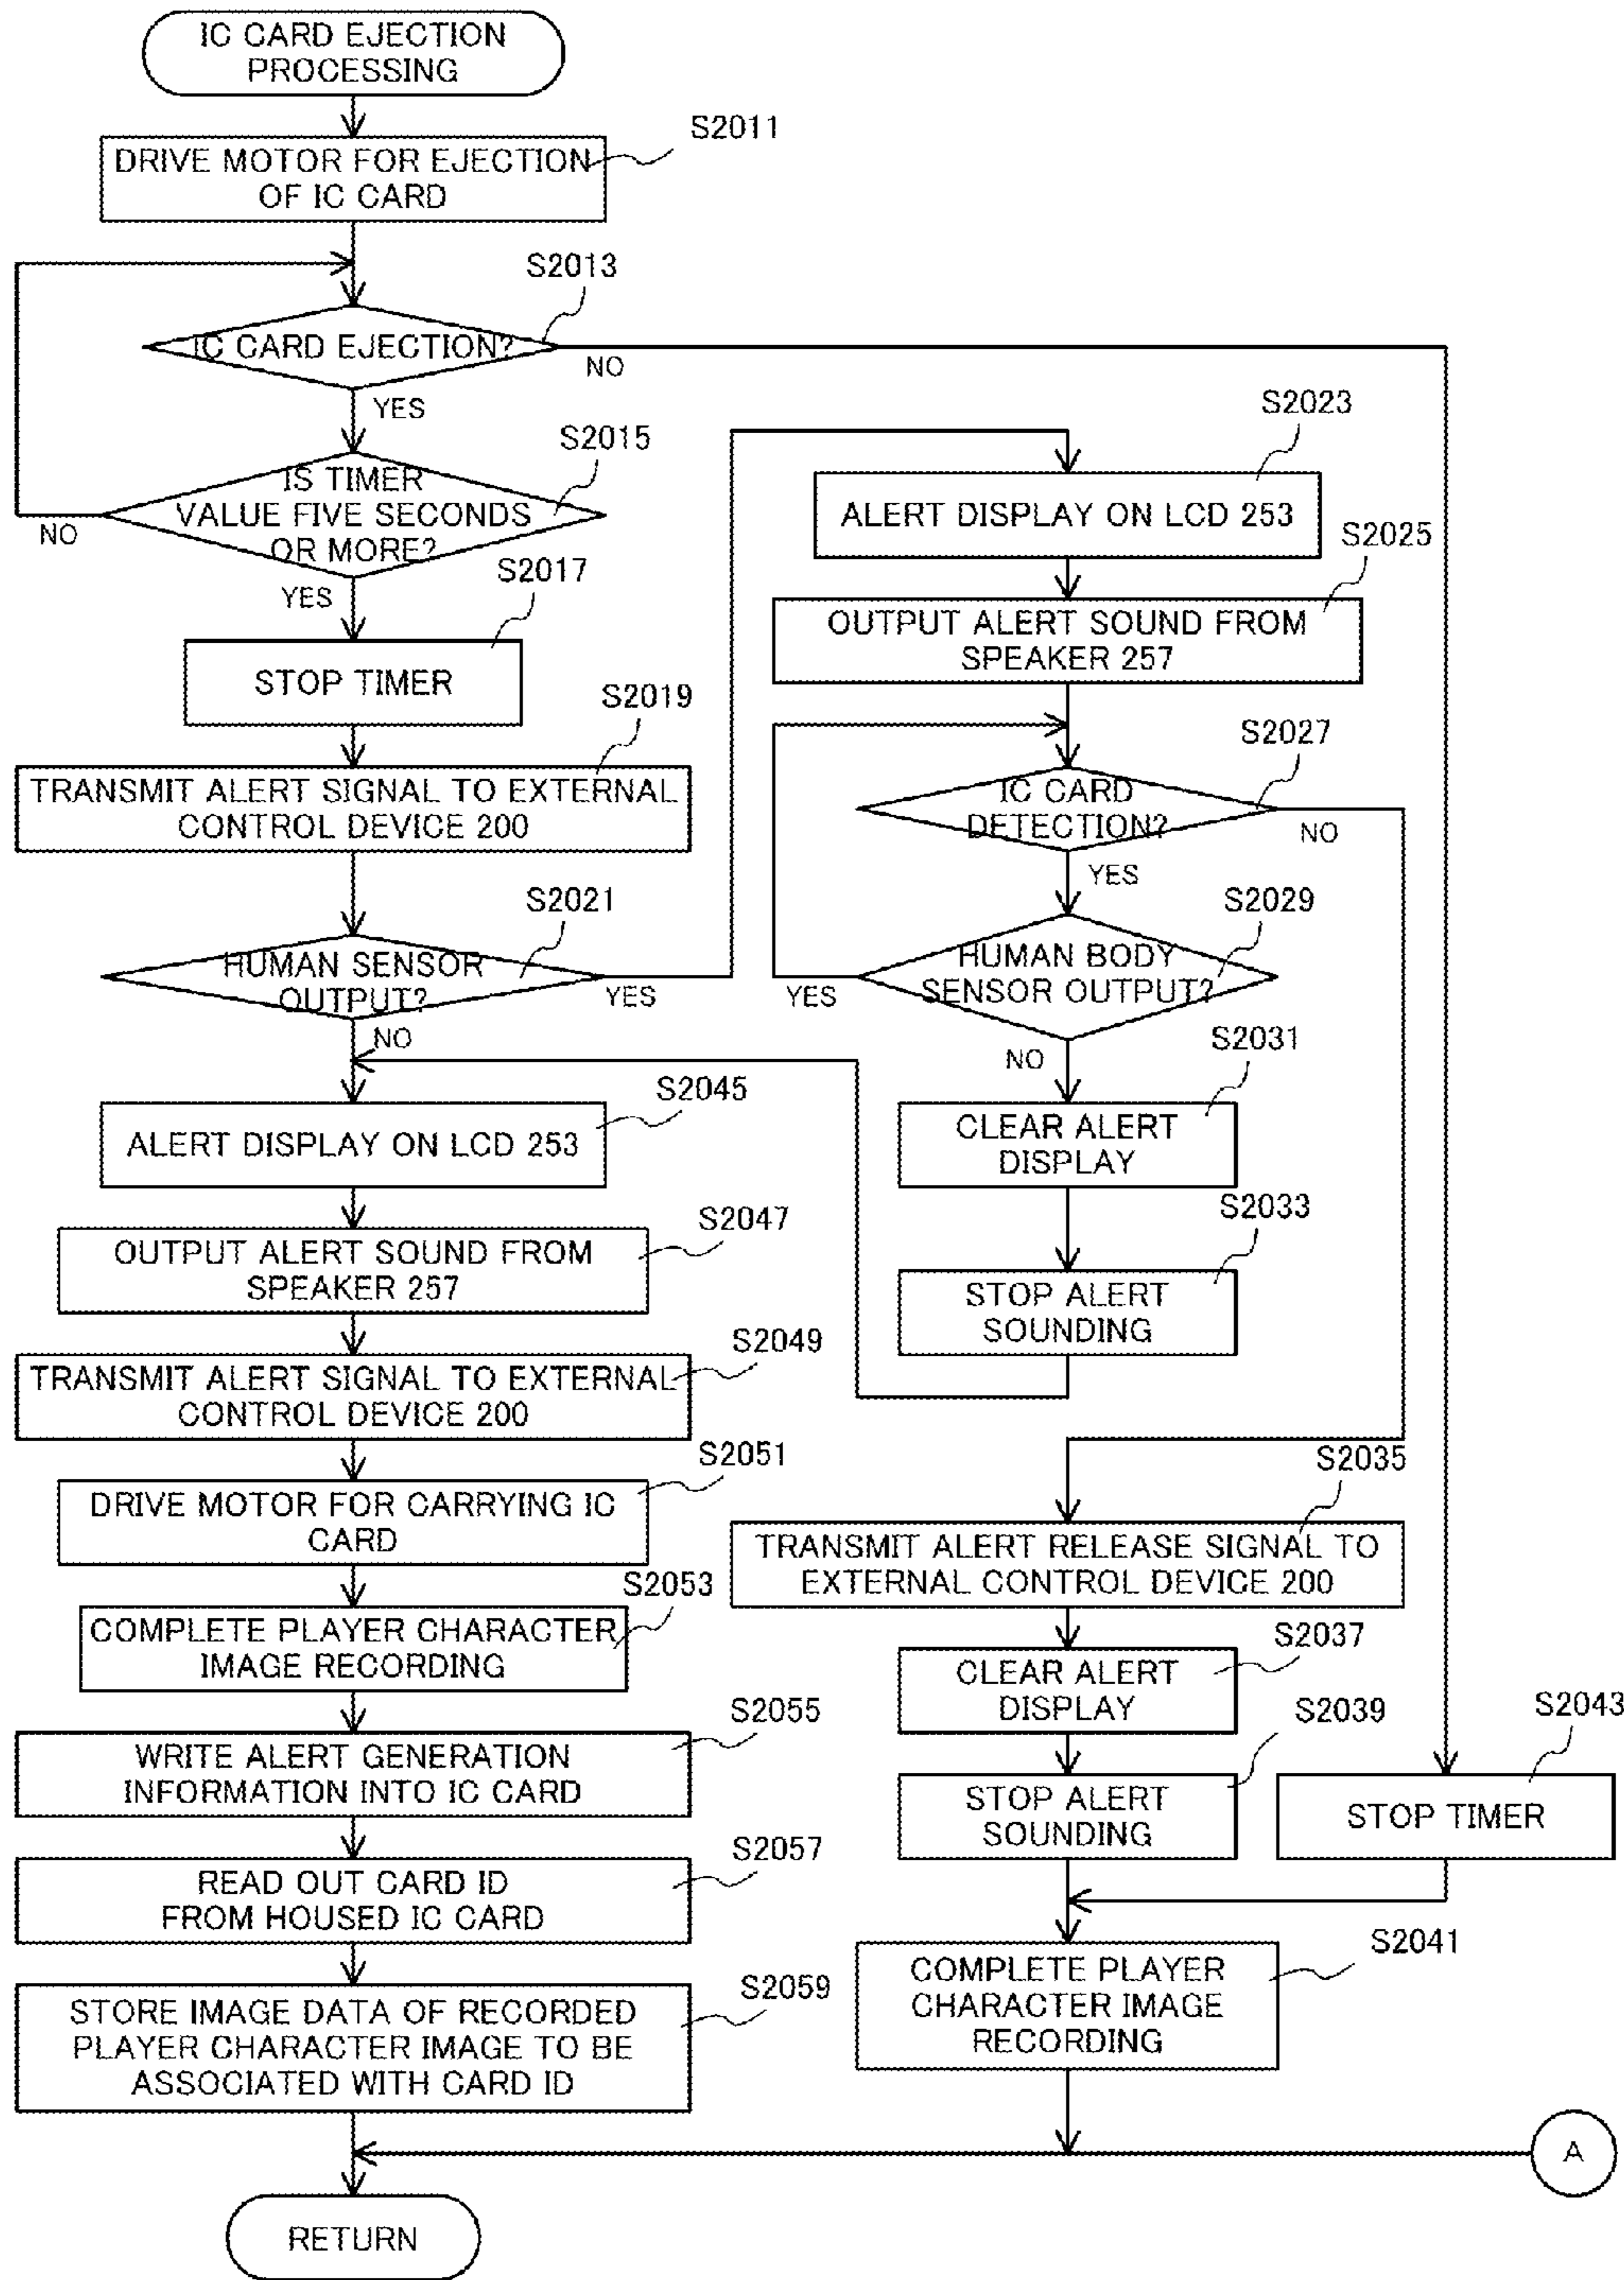 IC CARD EJECTION
PROCESSING
S2011
DRIVE MOTOR FOR EJECTION
OF IC CARD
S2013
IC CARD EJECTION?
NO
YES
S2015
IS TIMER
VALUE FIVE SECONDS
OR MORE?
NO
YES
S2017
STOP TIMER
S2019
TRANSMIT ALERT SIGNAL TO EXTERNAL
CONTROL DEVICE 200
S2021
HUMAN SENSOR
OUTPUT?
YES
NO
S2023
ALERT DISPLAY ON LCD 253
S2025
OUTPUT ALERT SOUND FROM
SPEAKER 257
S2027
IC CARD
DETECTION?
NO
YES
S2029
HUMAN BODY
SENSOR OUTPUT?
YES
NO
S2031
CLEAR ALERT
DISPLAY
S2033
STOP ALERT
SOUNDING
S2045
ALERT DISPLAY ON LCD 253
S2047
OUTPUT ALERT SOUND FROM
SPEAKER 257
S2049
TRANSMIT ALERT SIGNAL TO EXTERNAL
CONTROL DEVICE 200
S2051
DRIVE MOTOR FOR CARRYING IC
CARD
S2053
COMPLETE PLAYER CHARACTER
IMAGE RECORDING
S2055
WRITE ALERT GENERATION
INFORMATION INTO IC CARD
S2057
READ OUT CARD ID
FROM HOUSED IC CARD
S2059
STORE IMAGE DATA OF RECORDED
PLAYER CHARACTER IMAGE TO BE
ASSOCIATED WITH CARD ID
S2035
TRANSMIT ALERT RELEASE SIGNAL TO
EXTERNAL CONTROL DEVICE 200
S2037
CLEAR ALERT
DISPLAY
S2039
STOP ALERT
SOUNDING
S2043
STOP TIMER
S2041
COMPLETE PLAYER
CHARACTER IMAGE
RECORDING
A
RETURN